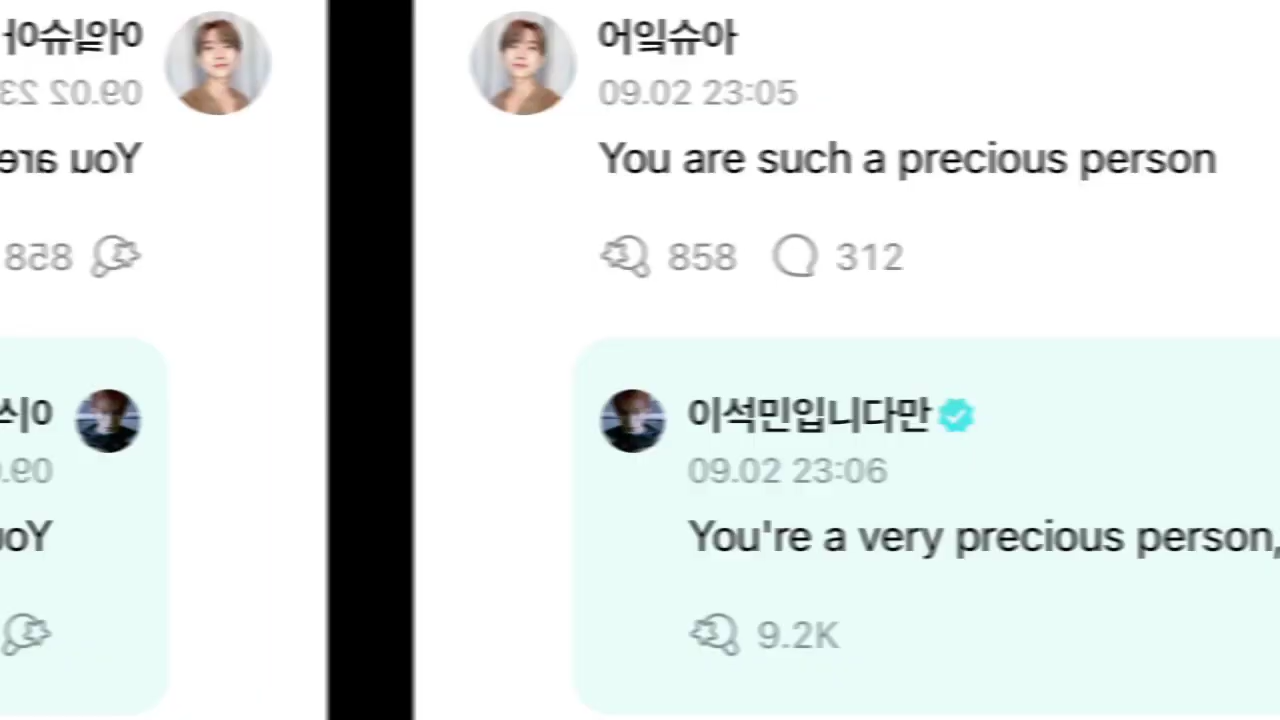 어잌슈아
09.02 23:05
You are such a precious person
858 312
이석민입니다만
09.02 23:06
You're a very precious person,
9.2K